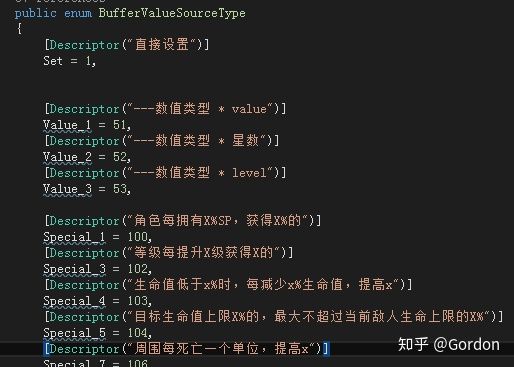 public enum BufferValueSourceType
{
[Descriptor("直接设置")]
Set = 1,
[Descriptor("---数值类型 * value")]
Value_1 = 51,
[Descriptor("---数值类型 * 星数")]
Value_2 = 52,
[Descriptor("---数值类型 * level")]
Value_3 = 53,
[Descriptor("角色每拥有X%SP，获得X%的")]
Special_1 = 100,
[Descriptor("等级每提升X级获得X的")]
Special_3 = 102,
[Descriptor("生命值低于x%时，每减少x%生命值，提高x")]
Special_4 = 103,
[Descriptor("目标生命值上限X%的，最大不超过当前敌人生命上限的X%")]
Special_5 = 104,
[Descriptor("周围每死亡一个单位，提高x")]
Special_7 = 106
知乎 @Gordon